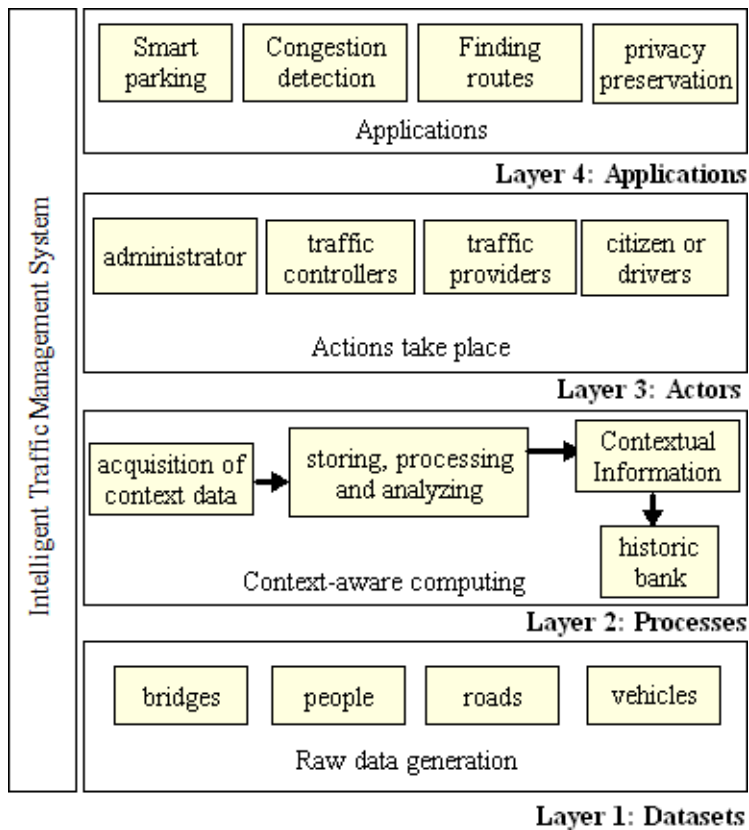 Intelligent Traffic Management System
Smart
parking
Congestion
detection
Finding
routes
privacy
preservation
Applications
Layer 4: Applications
administrator
traffic
controllers
traffic
providers
citizen or
drivers
Actions take place
Layer 3: Actors
acquisition of
context data
storing, processing
and analyzing
Contextual
Information
historic
bank
Context-aware computing
Layer 2: Processes
bridges
people
roads
vehicles
Raw data generation
Layer 1: Datasets